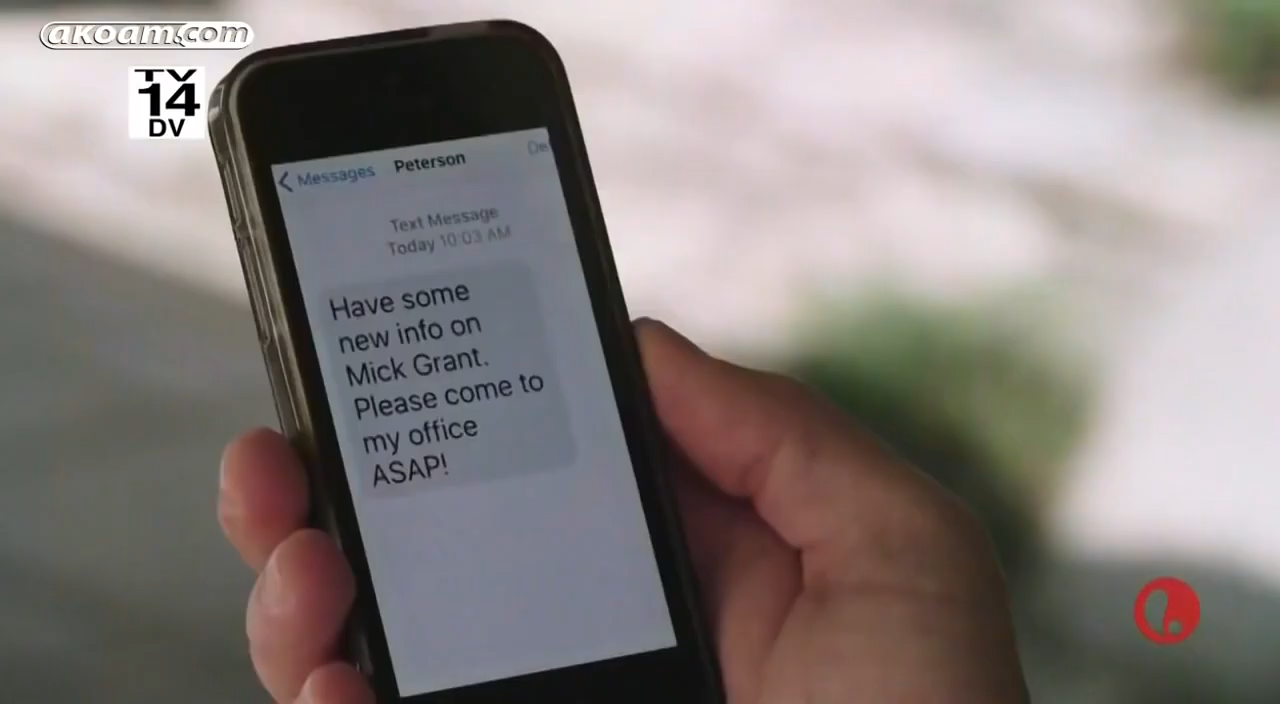 akoam.com
TV
14
DV
Messages Peterson De
Text Message
Today 10:03 AM
Have some
new info on
Mick Grant.
Please come to
my office
ASAP!